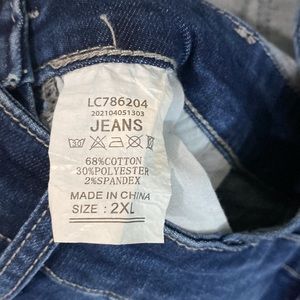 LC786204
202104051303
JEANS
68%COTTON
30%POLYESTER
2%SPANDEX
MADE IN CHINA
SIZE : 2XL